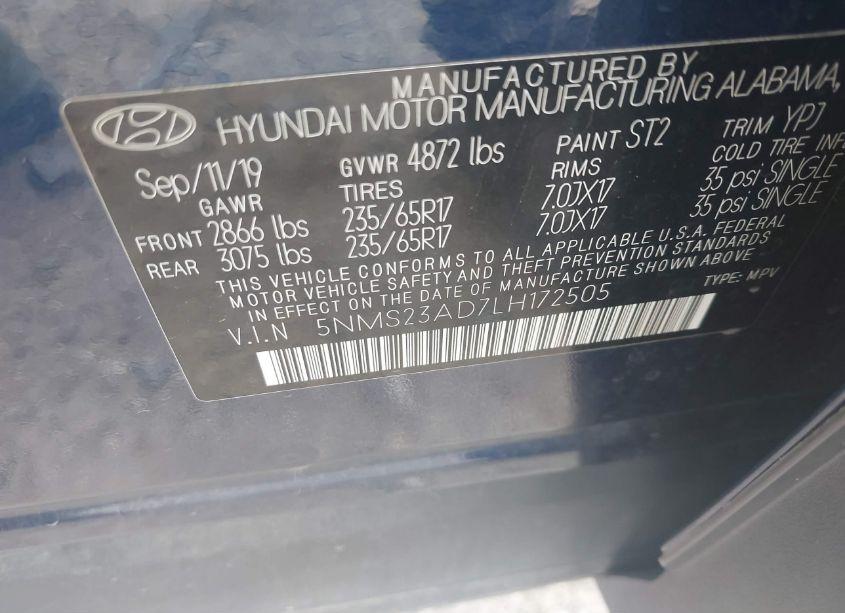 MANUFACTURED BY
HYUNDAI MOTOR MANUFACTURING ALABAMA,
Sep/11/19 GVWR 4872 lbs PAINT ST2 TRIM YPJ
GAWR TIRES RIMS COLD TIRE INF
FRONT 2866 lbs 235/65R17 7.0JX17 35 psi SINGLE
REAR 3075 lbs 235/65R17 7.0JX17 35 psi SINGLE
THIS VEHICLE CONFORMS TO ALL APPLICABLE U.S.A. FEDERAL
MOTOR VEHICLE SAFETY AND THEFT PREVENTION STANDARDS
IN EFFECT ON THE DATE OF MANUFACTURE SHOWN ABOVE
V.I.N 5NMS23AD7LH172505 TYPE: MPV